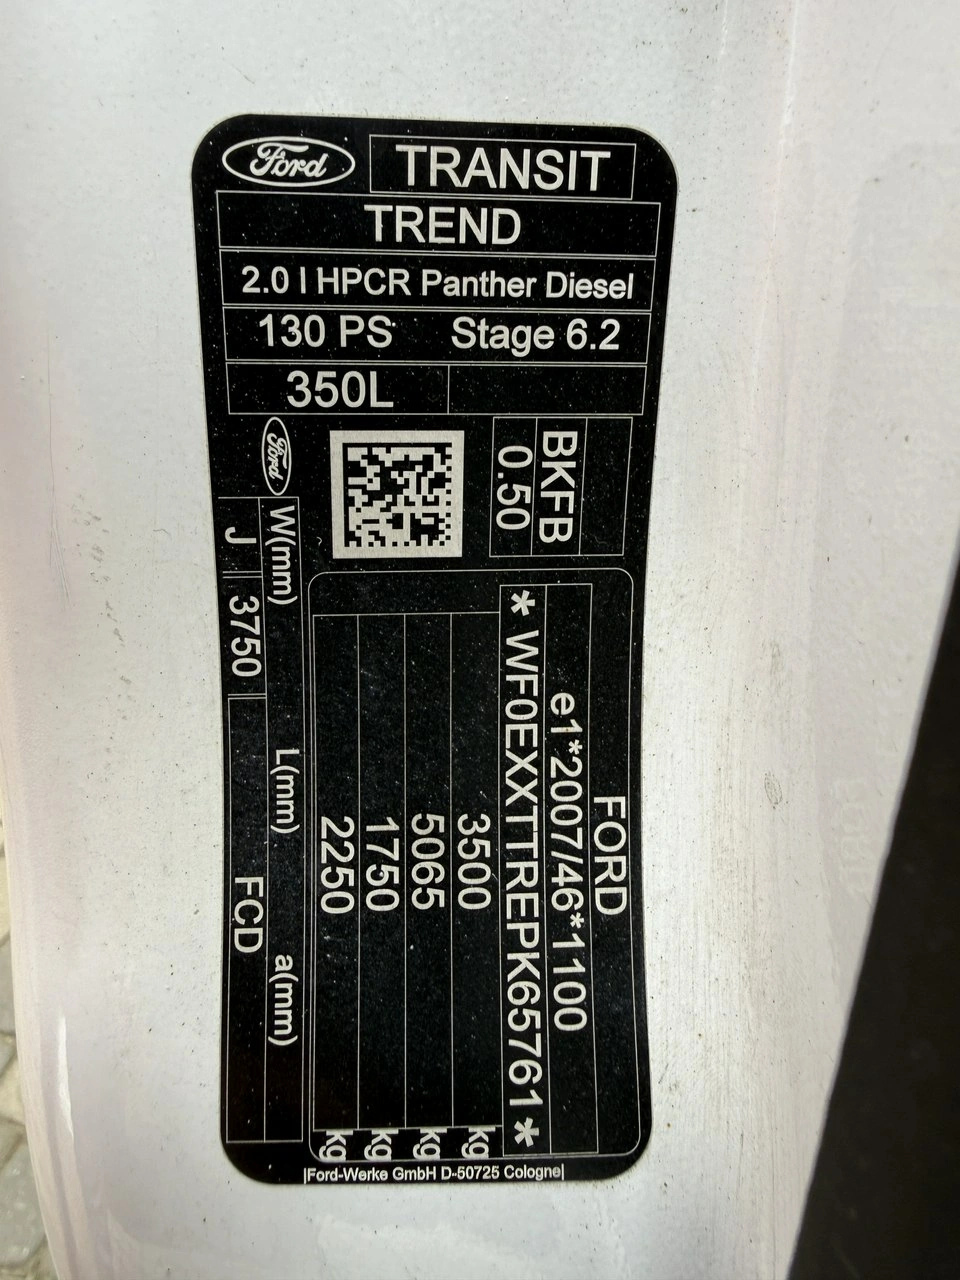 Ford
TRANSIT
TREND
2.0 l HPCR Panther Diesel
130 PS Stage 6.2
350L
BKFB
0.50
FORD
e1*2007/46*1100
* WF0EXXTTREPK65761 *
3500 kg
5065 kg
1750 kg
2250 kg
Ford
W(mm) L(mm) a(mm)
J 3750 FCD
|Ford-Werke GmbH D-50725 Cologne|